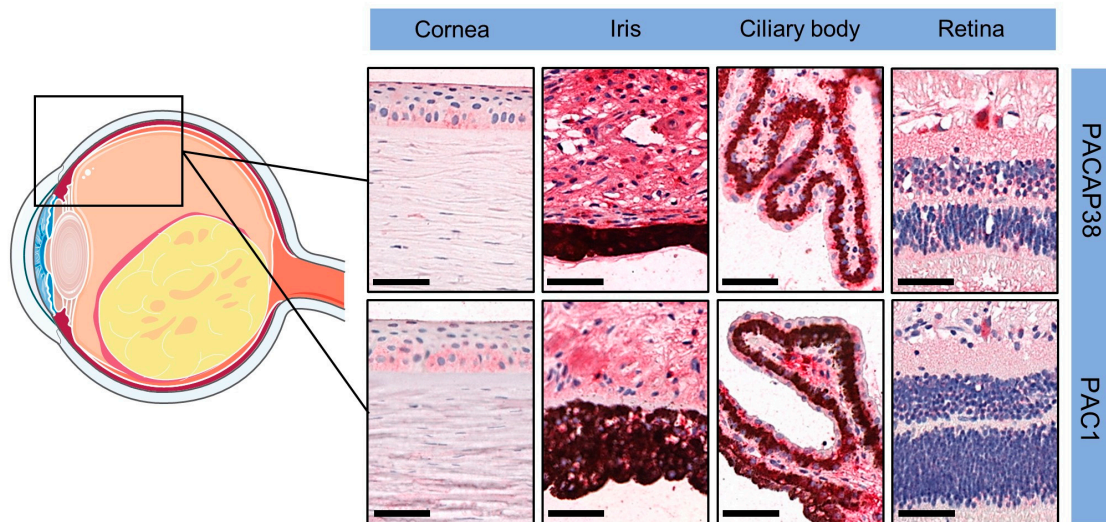 Cornea
Iris
Ciliary body
Retina
PACAP38
PAC1